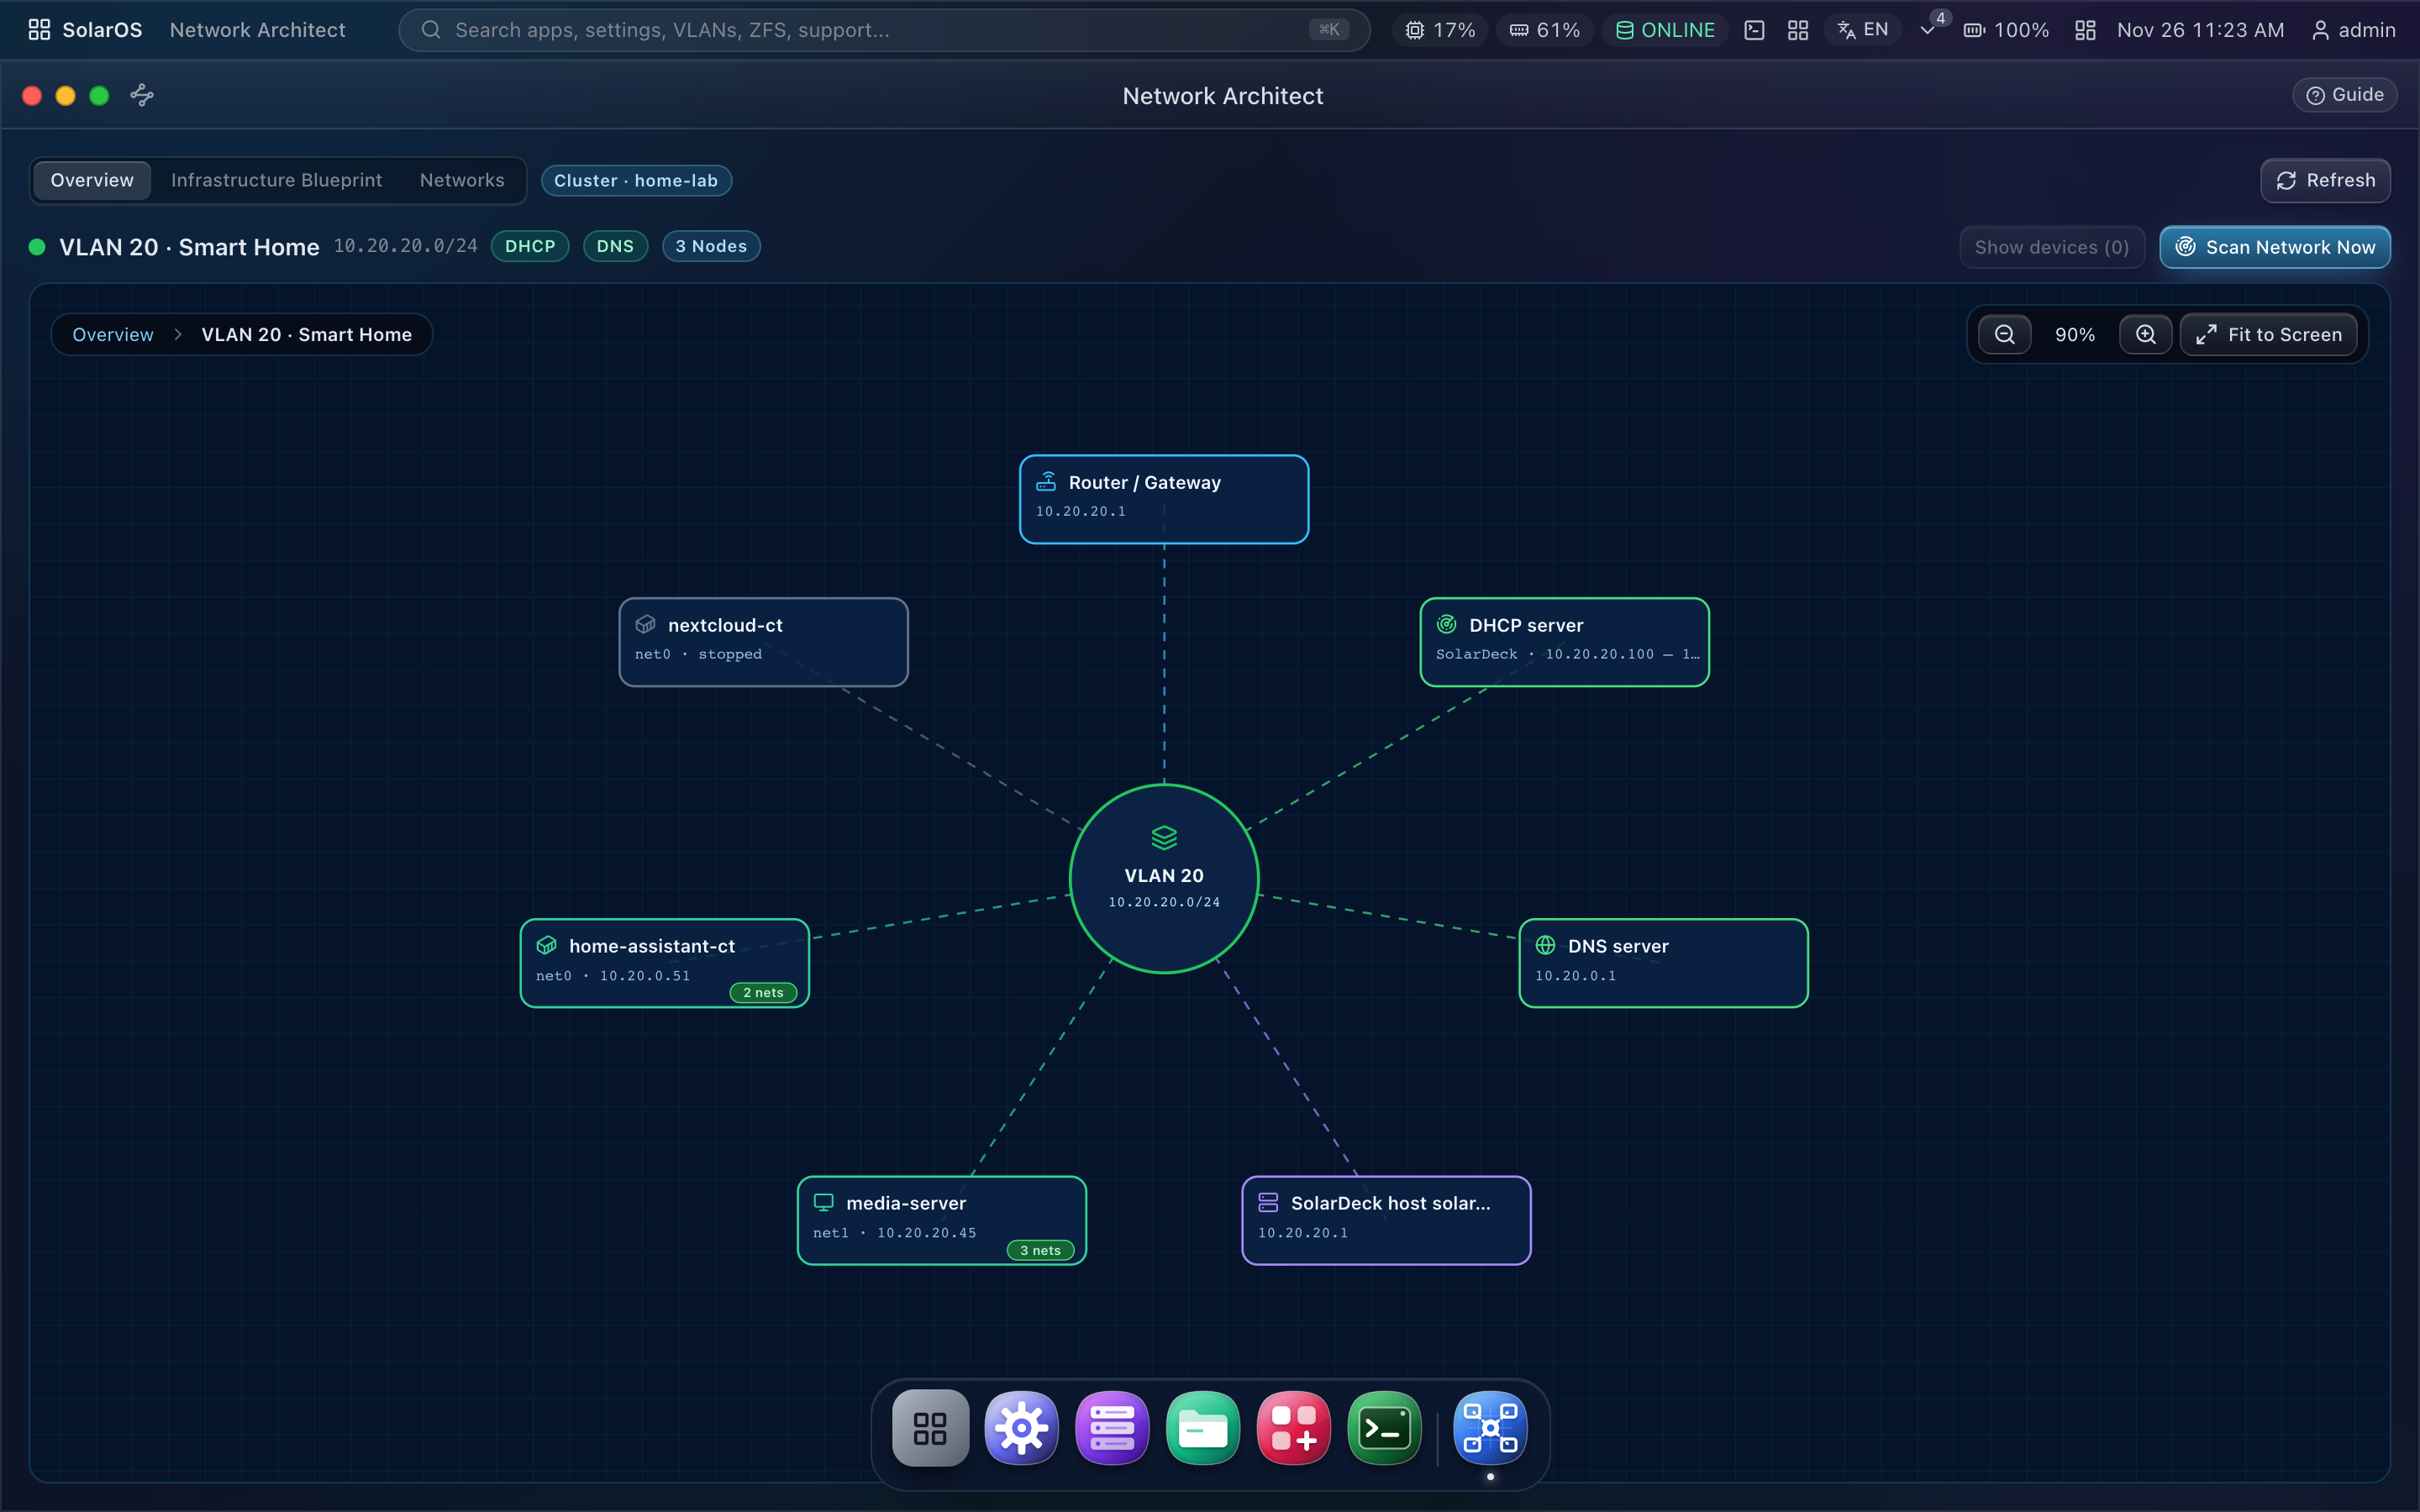 SolarOS Network Architect Search apps, settings, VLANs, ZFS, support... ⌘K 17% 61% ONLINE EN 4 100% Nov 26 11:23 AM admin
Network Architect Guide
Overview Infrastructure Blueprint Networks Cluster · home-lab Refresh
VLAN 20 · Smart Home 10.20.20.0/24 DHCP DNS 3 Nodes Show devices (0) Scan Network Now
Overview > VLAN 20 · Smart Home 90% Fit to Screen
Router / Gateway
10.20.20.1
nextcloud-ct
net0 · stopped
DHCP server
SolarDeck · 10.20.20.100 – 1…
VLAN 20
10.20.20.0/24
home-assistant-ct
net0 · 10.20.0.51
2 nets
DNS server
10.20.0.1
media-server
net1 · 10.20.20.45
3 nets
SolarDeck host solar...
10.20.20.1